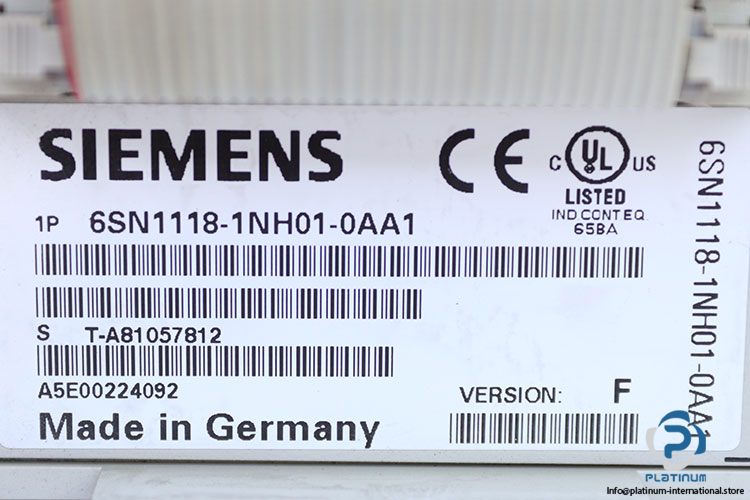 SIEMENS
CE
C UL US
LISTED
IND CONT EQ
65BA
1P 6SN1118-1NH01-0AA1
S T-A81057812
A5E00224092
VERSION: F
Made in Germany
6SN1118-1NH01-0AA1
PLATINUM
Info@platinum-international.store